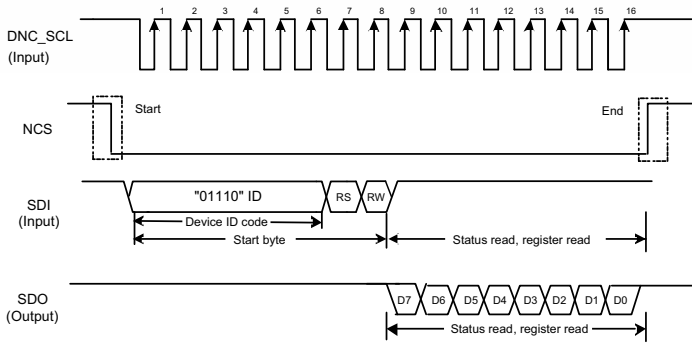 1 2 3 4 5 6 7 8 9 10 11 12 13 14 15 16
DNC_SCL
(Input)
Start
End
NCS
"01110" ID
RS
RW
SDI
(Input)
Device ID code
Start byte
Status read, register read
SDO
(Output)
D7 D6 D5 D4 D3 D2 D1 D0
Status read, register read